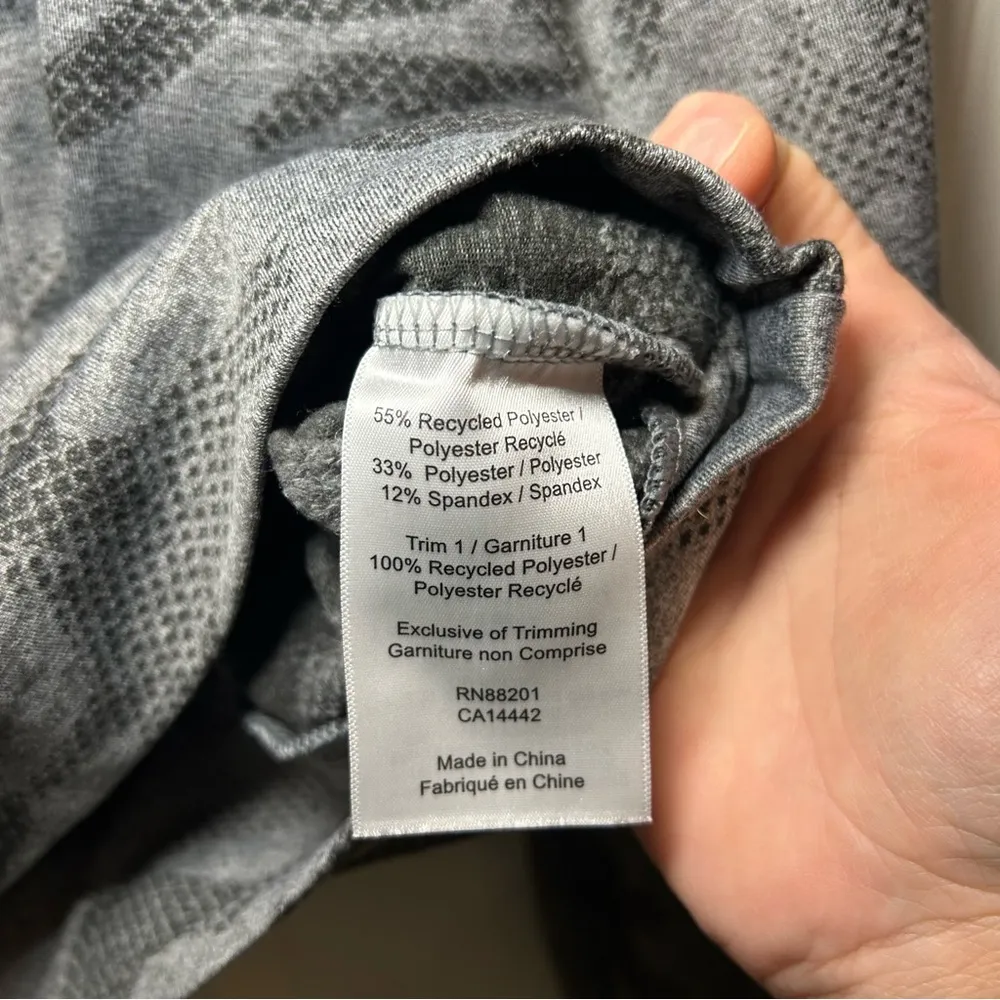 55% Recycled Polyester /
Polyester Recyclé
33% Polyester / Polyester
12% Spandex / Spandex
Trim 1 / Garniture 1
100% Recycled Polyester /
Polyester Recyclé
Exclusive of Trimming
Garniture non Comprise
RN88201
CA14442
Made in China
Fabriqué en Chine